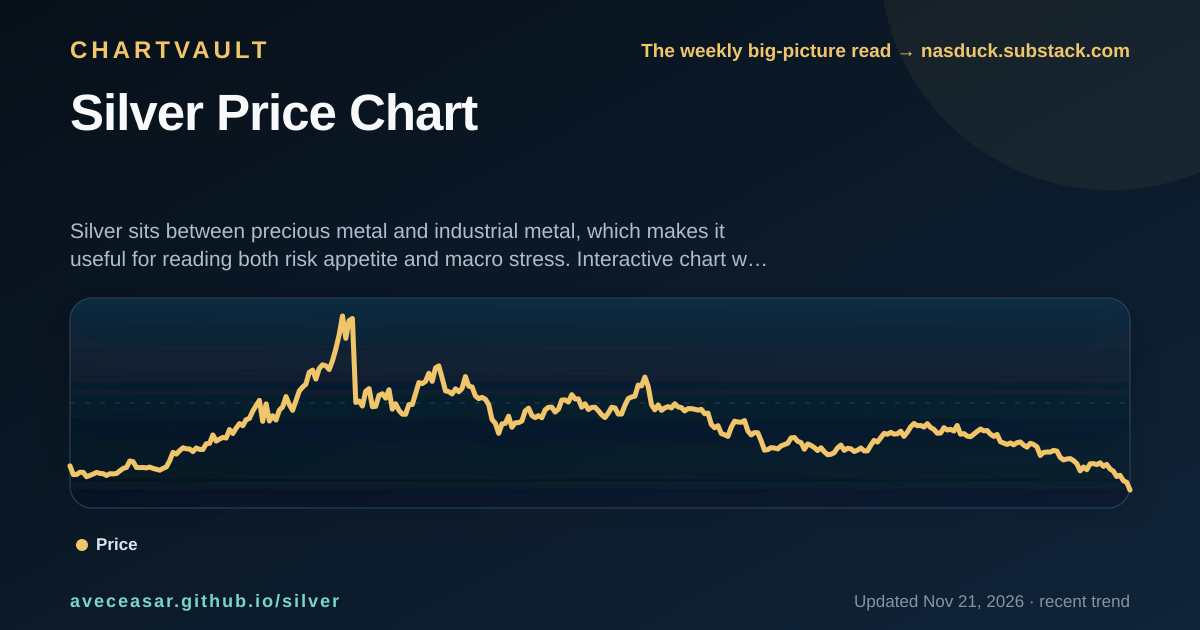 CHARTVAULT
The weekly big-picture read → nasduck.substack.com
Silver Price Chart
Silver sits between precious metal and industrial metal, which makes it
useful for reading both risk appetite and macro stress. Interactive chart w…
Price
aveceasar.github.io/silver
Updated Nov 21, 2026 · recent trend